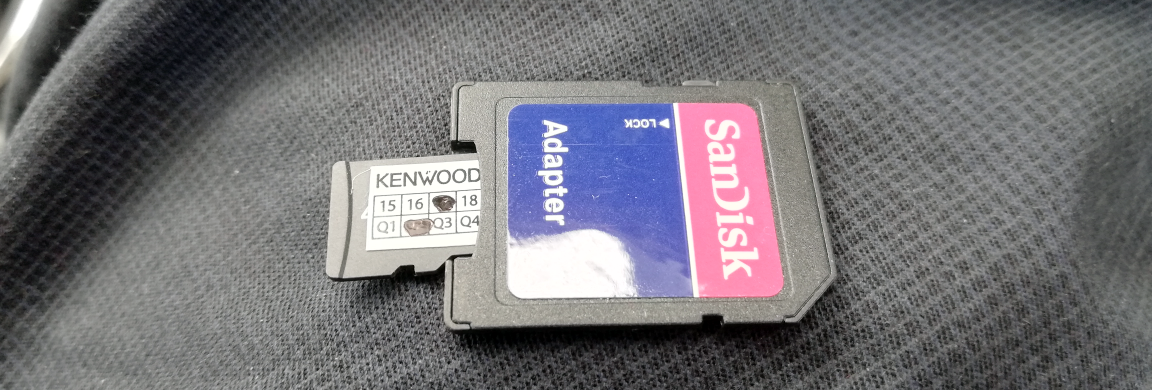 KENWOOD
15 16 18
Q1 Q3 Q4
SanDisk
LOCK
Adapter